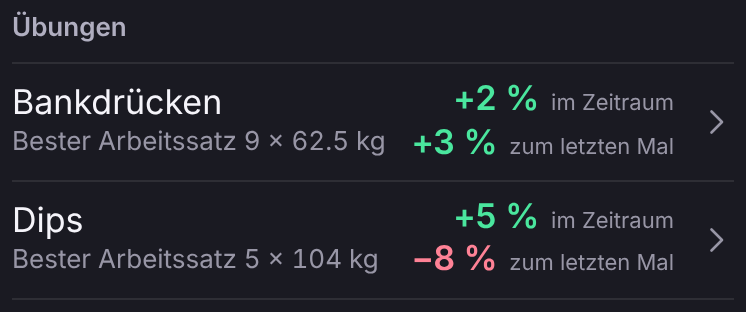 Übungen
Bankdrücken
+2 % im Zeitraum
Bester Arbeitssatz 9 × 62.5 kg
+3 % zum letzten Mal
Dips
+5 % im Zeitraum
Bester Arbeitssatz 5 × 104 kg
−8 % zum letzten Mal